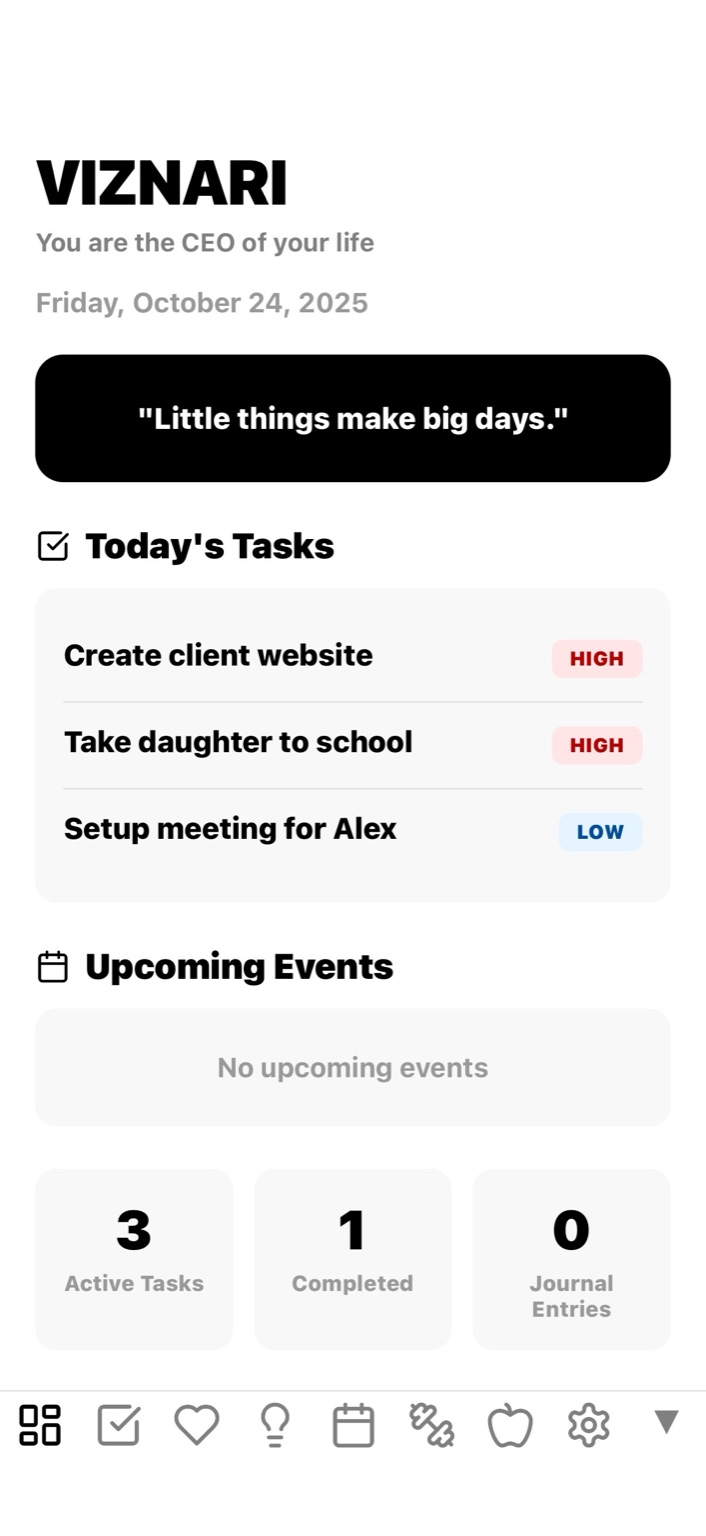 VIZNARI
You are the CEO of your life
Friday, October 24, 2025
"Little things make big days."
Today's Tasks
Create client website
HIGH
Take daughter to school
HIGH
Setup meeting for Alex
LOW
Upcoming Events
No upcoming events
3
Active Tasks
1
Completed
0
Journal
Entries